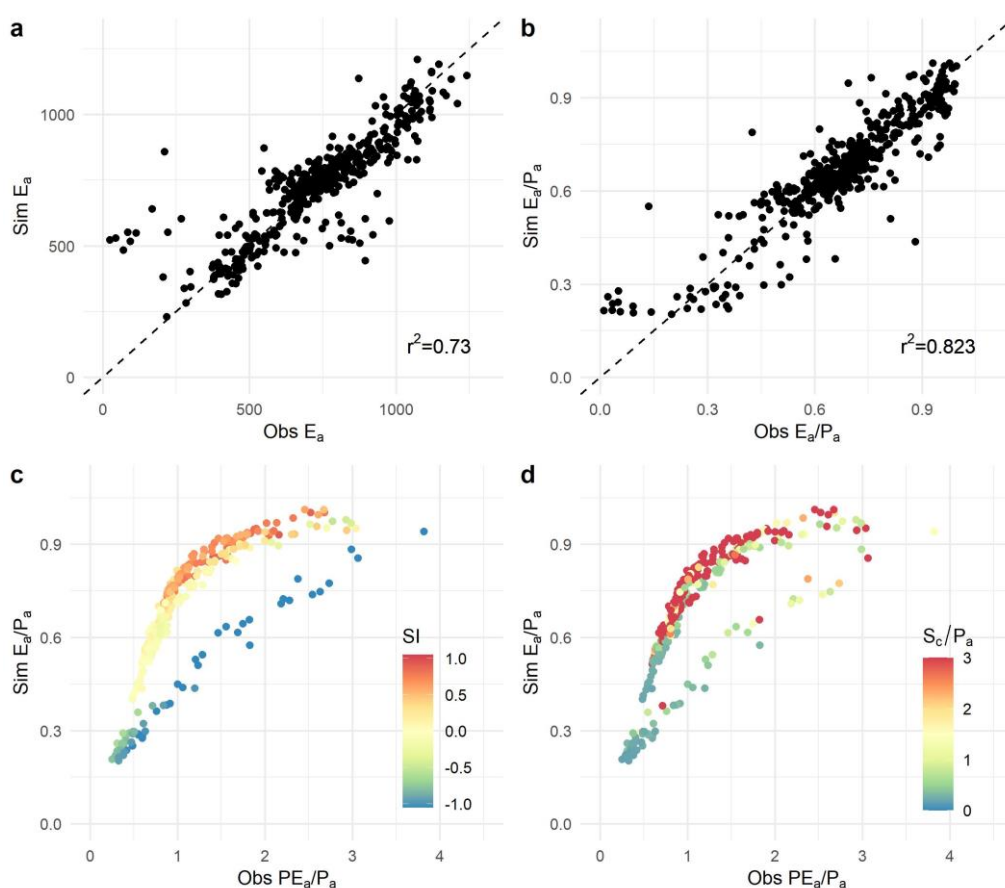 a
Sim Ea
1000
500
0
r2=0.73
0
500
1000
Obs Ea
b
Sim Ea/Pa
0.9
0.6
0.3
0.0
r2=0.823
0.0
0.3
0.6
0.9
Obs Ea/Pa
c
Sim Ea/Pa
0.9
0.6
0.3
0.0
SI
1.0
0.5
0.0
-0.5
-1.0
0
1
2
3
4
Obs PEa/Pa
d
Sim Ea/Pa
0.9
0.6
0.3
0.0
Sc/Pa
3
2
1
0
0
1
2
3
4
Obs PEa/Pa